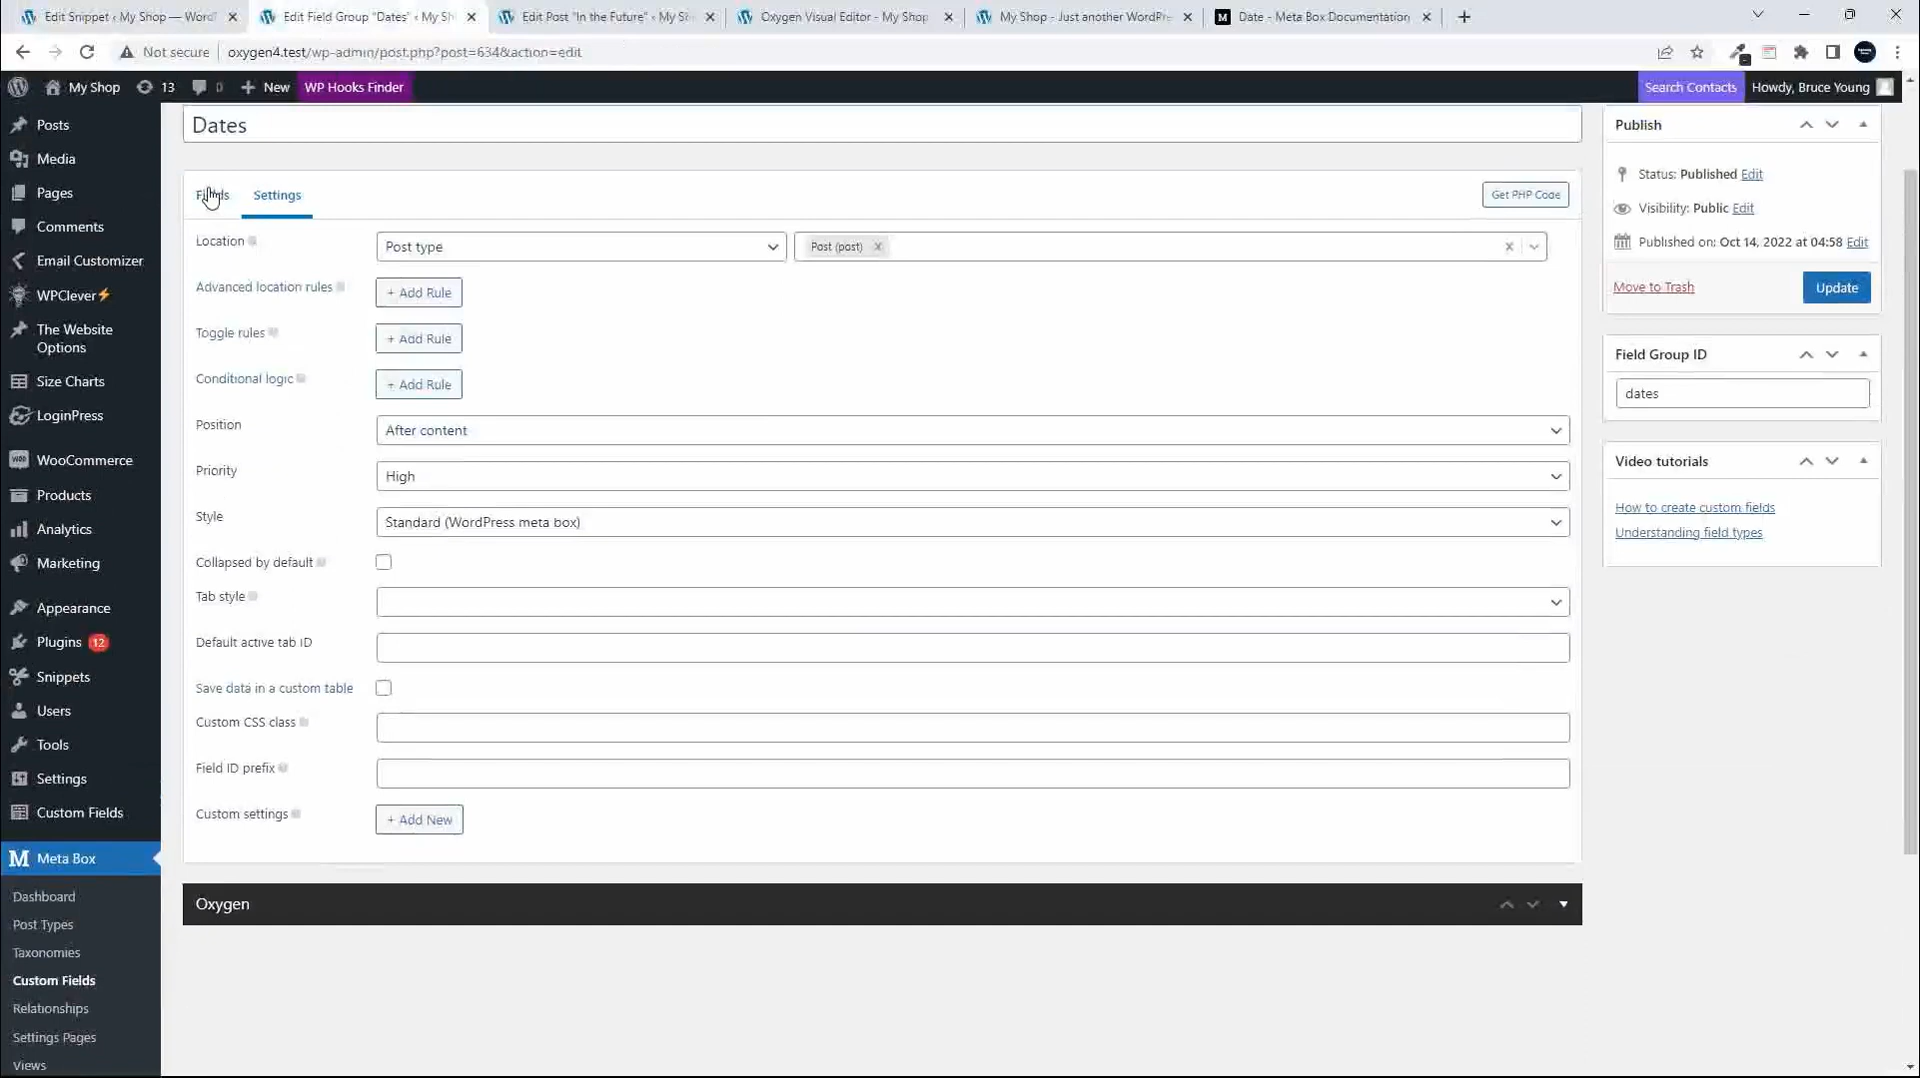 Edit Snippet ‹ My Shop — Word
Edit Field Group "Dates" ‹ My Sh
Edit Post "In the Future" ‹ My Sh
Oxygen Visual Editor - My Shop
My Shop - Just another WordPre
Date - Meta Box Documentation
Not secure
oxygen4.test/wp-admin/post.php?post=634&action=edit
My Shop
13
0
New
WP Hooks Finder
Search Contacts
Howdy, Bruce Young
Posts
Media
Pages
Comments
Email Customizer
WPClever⚡
The Website
Options
Size Charts
LoginPress
WooCommerce
Products
Analytics
Marketing
Appearance
Plugins 12
Snippets
Users
Tools
Settings
Custom Fields
Meta Box
Dashboard
Post Types
Taxonomies
Custom Fields
Relationships
Settings Pages
Views
Dates
Fields
Settings
Get PHP Code
Location
Post type
Post (post)
Advanced location rules
+ Add Rule
Toggle rules
+ Add Rule
Conditional logic
+ Add Rule
Position
After content
Priority
High
Style
Standard (WordPress meta box)
Collapsed by default
Tab style
Default active tab ID
Save data in a custom table
Custom CSS class
Field ID prefix
Custom settings
+ Add New
Oxygen
Publish
Status: Published Edit
Visibility: Public Edit
Published on: Oct 14, 2022 at 04:58 Edit
Move to Trash
Update
Field Group ID
dates
Video tutorials
How to create custom fields
Understanding field types